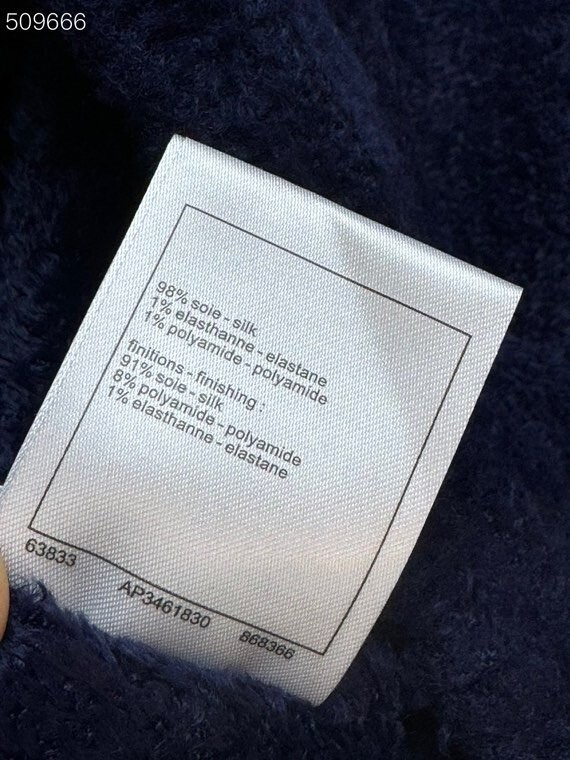 509666
98% soie - silk
1% elasthanne - elastane
1% polyamide - polyamide
finitions - finishing :
91% soie - silk
8% polyamide - polyamide
1% elasthanne - elastane
63833
AP3461830
868366